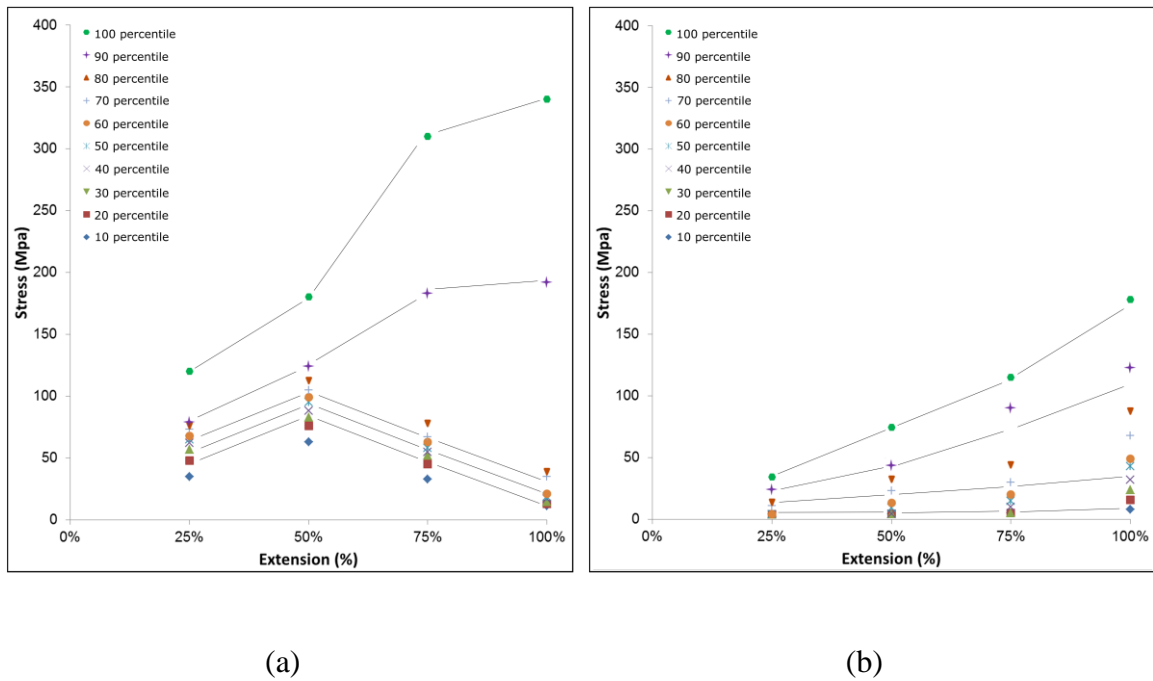 400
350
300
250
200
150
100
50
0
Stress (Mpa)
100 percentile
90 percentile
80 percentile
70 percentile
60 percentile
50 percentile
40 percentile
30 percentile
20 percentile
10 percentile
0% 25% 50% 75% 100%
Extension (%)
(a)
400
350
300
250
200
150
100
50
0
Stress (Mpa)
100 percentile
90 percentile
80 percentile
70 percentile
60 percentile
50 percentile
40 percentile
30 percentile
20 percentile
10 percentile
0% 25% 50% 75% 100%
Extension (%)
(b)